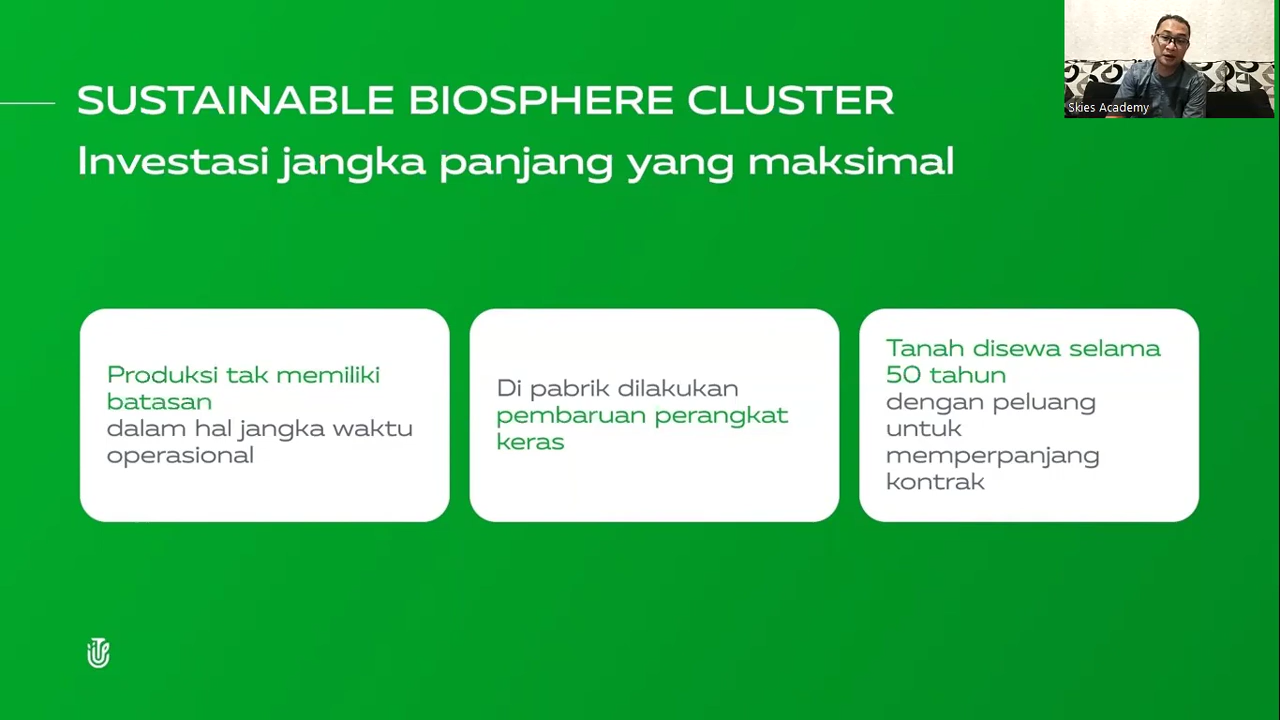 SUSTAINABLE BIOSPHERE CLUSTER
Investasi jangka panjang yang maksimal
Skies Academy
Produksi tak memiliki
batasan
dalam hal jangka waktu
operasional
Di pabrik dilakukan
pembaruan perangkat
keras
Tanah disewa selama
50 tahun
dengan peluang
untuk
memperpanjang
kontrak